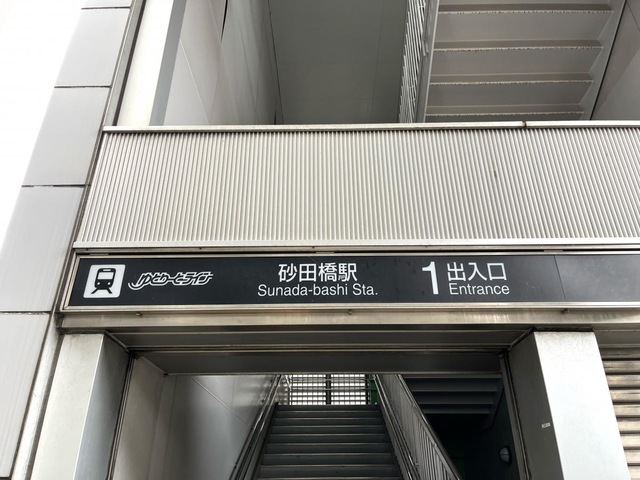 ゆとりーとライン
砂田橋駅
Sunada-bashi Sta.
1 出入口
Entrance